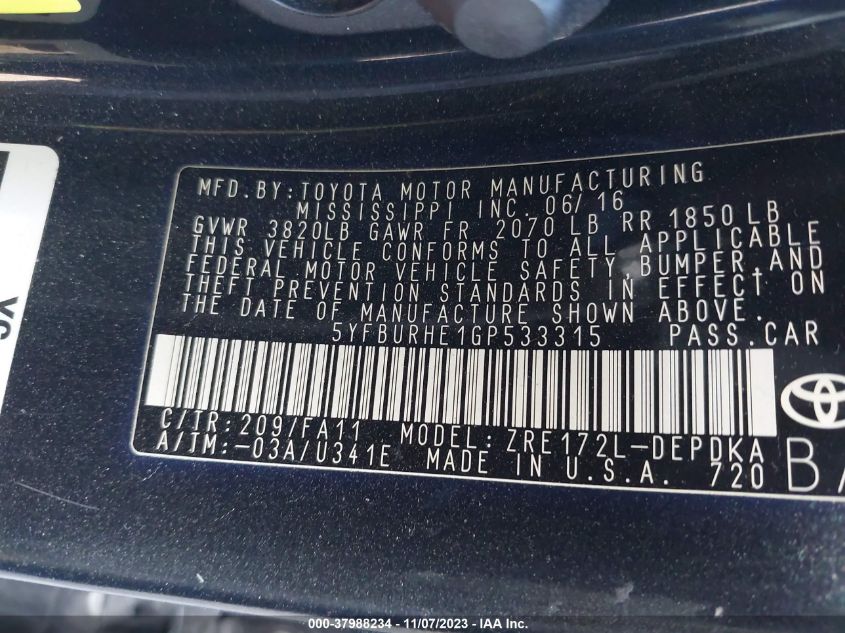 MFD.BY:TOYOTA MOTOR MANUFACTURING
MISSISSIPPI INC. 06/16
GVWR 3820LB GAWR FR 2070 LB RR 1850 LB
THIS VEHICLE CONFORMS TO ALL APPLICABLE
FEDERAL MOTOR VEHICLE SAFETY,BUMPER,AND
THEFT PREVENTION STANDARDS IN EFFECT ON
THE DATE OF MANUFACTURE SHOWN ABOVE.
5YFBURHE1GP533315 PASS.CAR
C/TR:209/FA11 MODEL: ZRE172L-DEPDKA
A/TM:-03A/U341E MADE IN U.S.A. 720
000-37988234 - 11/07/2023 - IAAI, Inc.